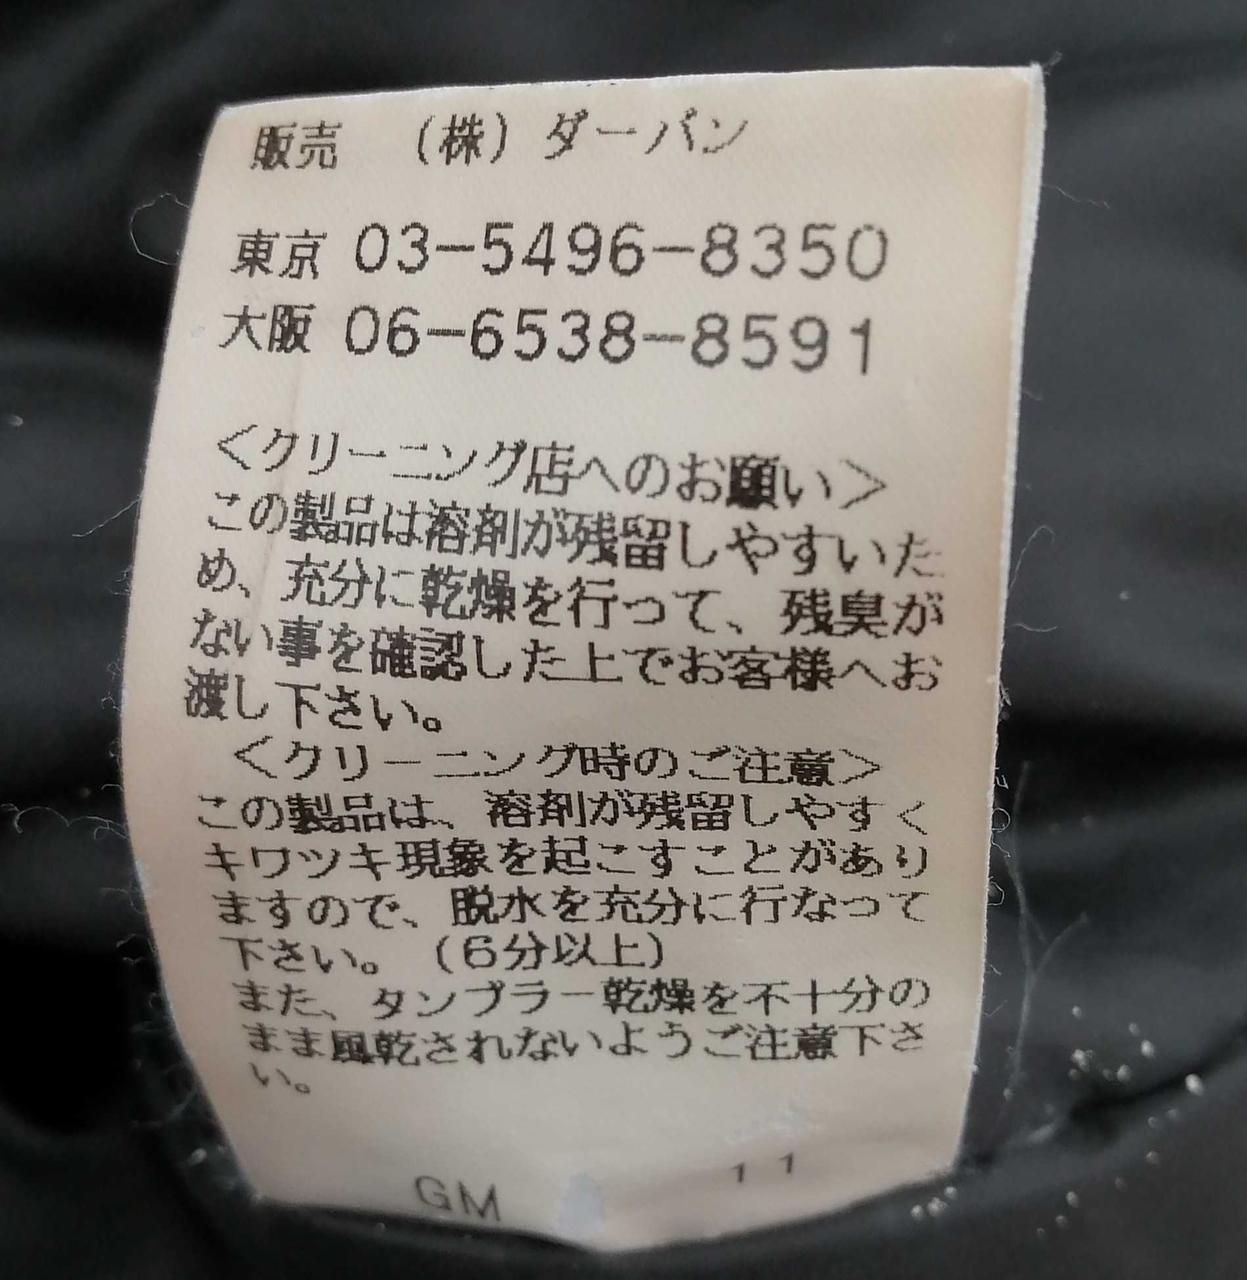 販売 (株)ダーバン
東京 03-5496-8350
大阪 06-6538-8591
<クリーニング店へのお願い>
この製品は溶剤が残留しやすいた
め、充分に乾燥を行って、残臭が
ない事を確認した上でお客様へお
渡し下さい。
<クリーニング時のご注意>
この製品は、溶剤が残留しやすく
キワツキ現象を起こすことがあり
ますので、脱水を充分に行なって
下さい。(6分以上)
また、タンブラー乾燥を不十分の
まま風乾されないようご注意下さ
い。
GM 11